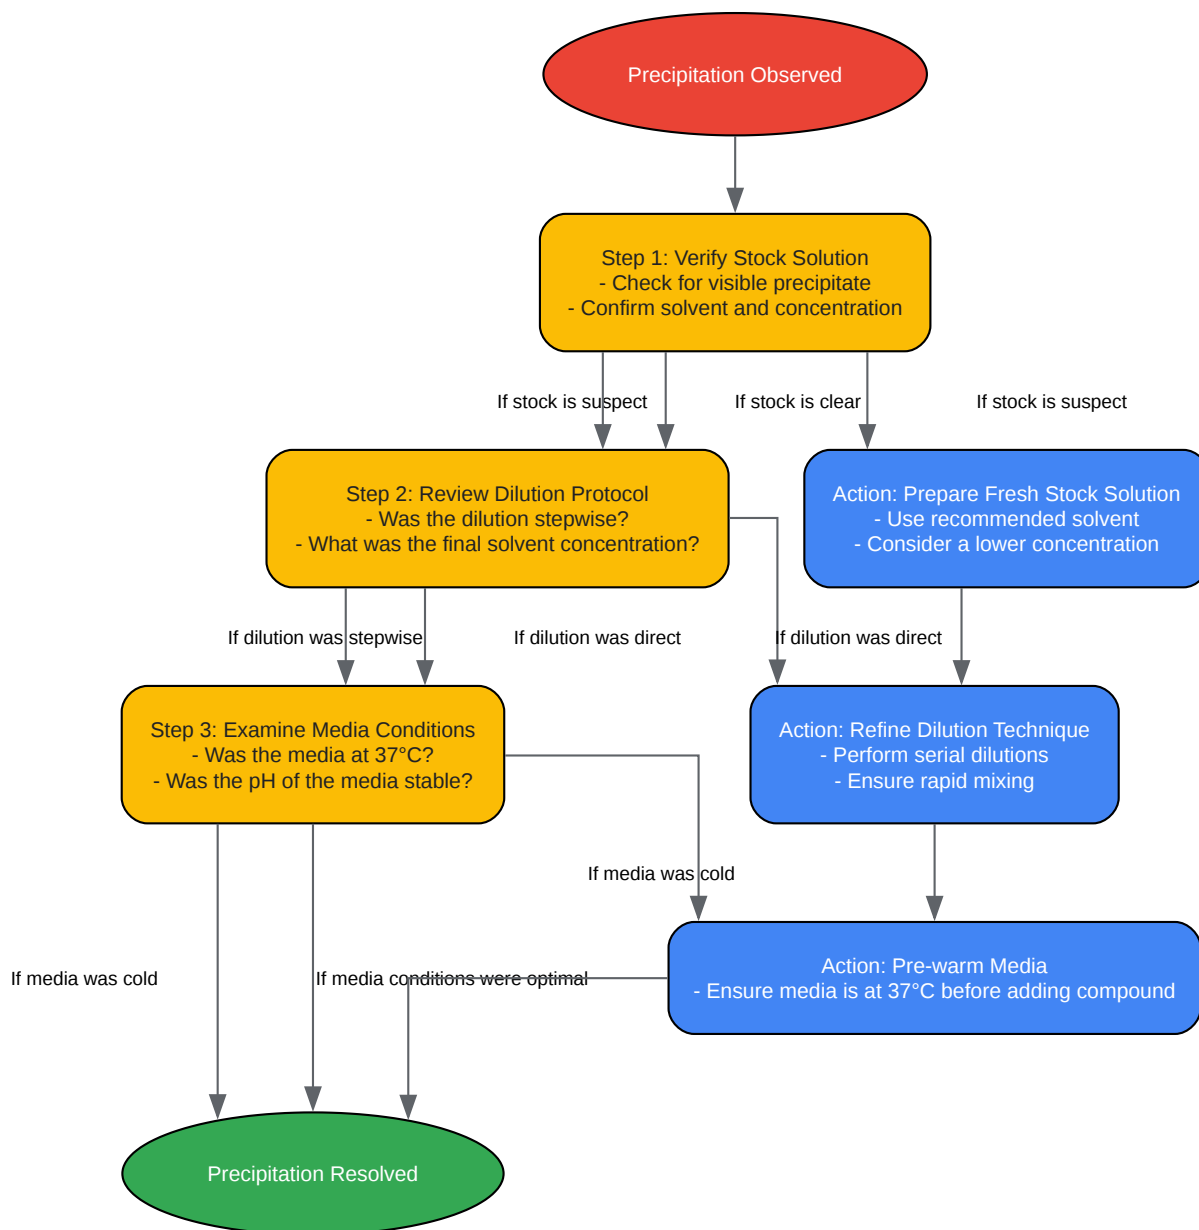 Precipitation Observed
Step 1: Verify Stock Solution
- Check for visible precipitate
- Confirm solvent and concentration
If stock is suspect
If stock is clear
If stock is suspect
Step 2: Review Dilution Protocol
- Was the dilution stepwise?
- What was the final solvent concentration?
Action: Prepare Fresh Stock Solution
- Use recommended solvent
- Consider a lower concentration
If dilution was stepwise
If dilution was direct
If dilution was direct
Step 3: Examine Media Conditions
- Was the media at 37°C?
- Was the pH of the media stable?
Action: Refine Dilution Technique
- Perform serial dilutions
- Ensure rapid mixing
If media was cold
Action: Pre-warm Media
- Ensure media is at 37°C before adding compound
If media was cold
If media conditions were optimal
Precipitation Resolved